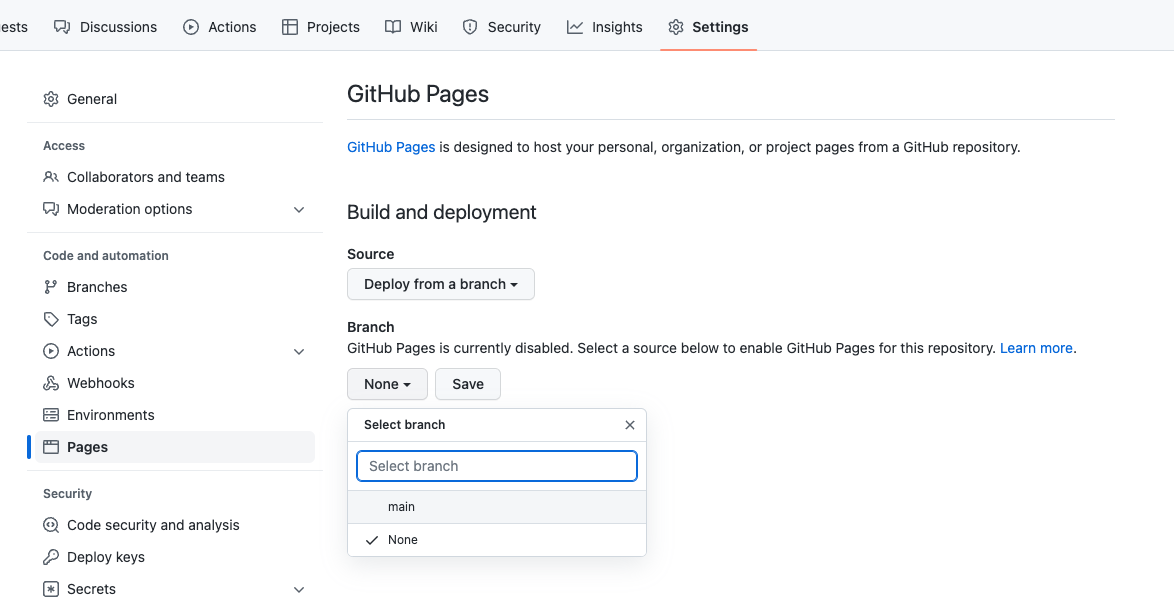 ests Discussions Actions Projects Wiki Security Insights Settings
General
Access
Collaborators and teams
Moderation options
Code and automation
Branches
Tags
Actions
Webhooks
Environments
Pages
Security
Code security and analysis
Deploy keys
Secrets
GitHub Pages
GitHub Pages is designed to host your personal, organization, or project pages from a GitHub repository.
Build and deployment
Source
Deploy from a branch
Branch
GitHub Pages is currently disabled. Select a source below to enable GitHub Pages for this repository. Learn more.
None Save
Select branch
Select branch
main
None